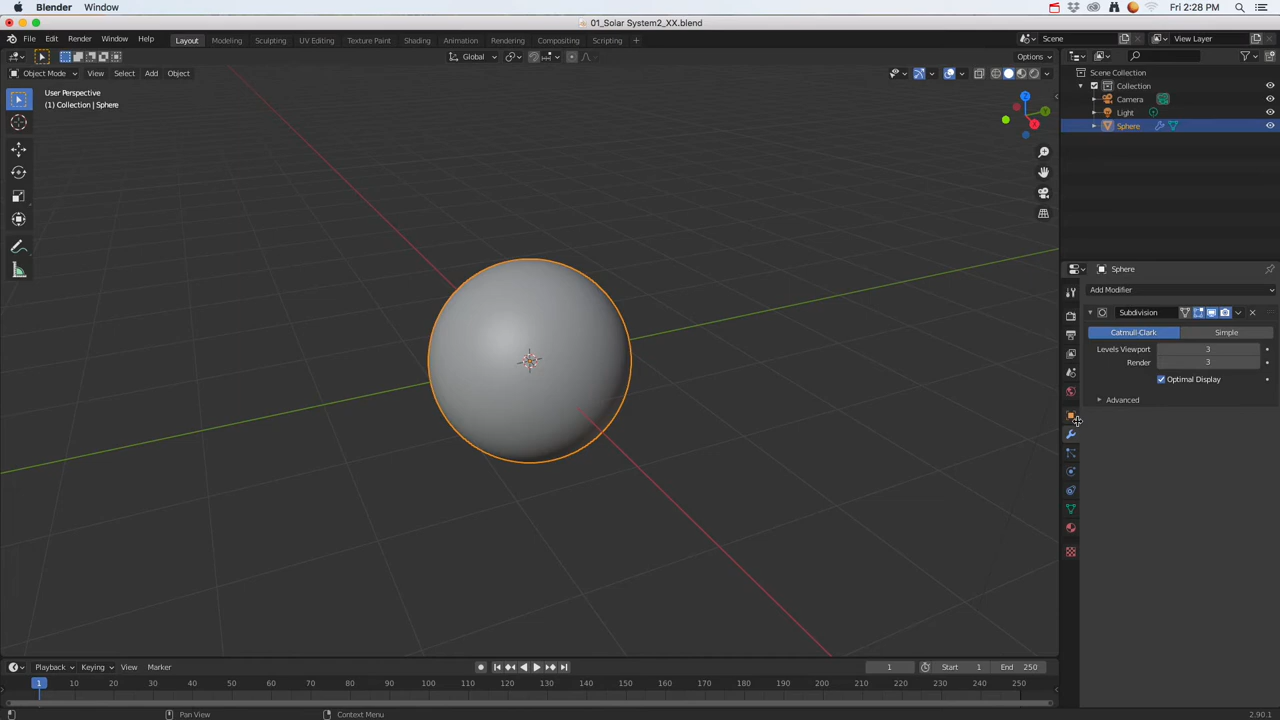 Blender Window Fri 2:28 PM
01_Solar System2_XX.blend
File Edit Render Window Help Layout Modeling Sculpting UV Editing Texture Paint Shading Animation Rendering Compositing Scripting + Scene View Layer
Global Options
Object Mode View Select Add Object
User Perspective
(1) Collection | Sphere
Z
Y
X
Scene Collection
Collection
Camera
Light
Sphere
Sphere
Add Modifier
Subdivision
Catmull-Clark Simple
Levels Viewport 3
Render 3
Optimal Display
Advanced
Playback Keying View Marker 1 Start 1 End 250
1 10 20 30 40 50 60 70 80 90 100 110 120 130 140 150 160 170 180 190 200 210 220 230 240 250
Pan View Context Menu 2.90.1